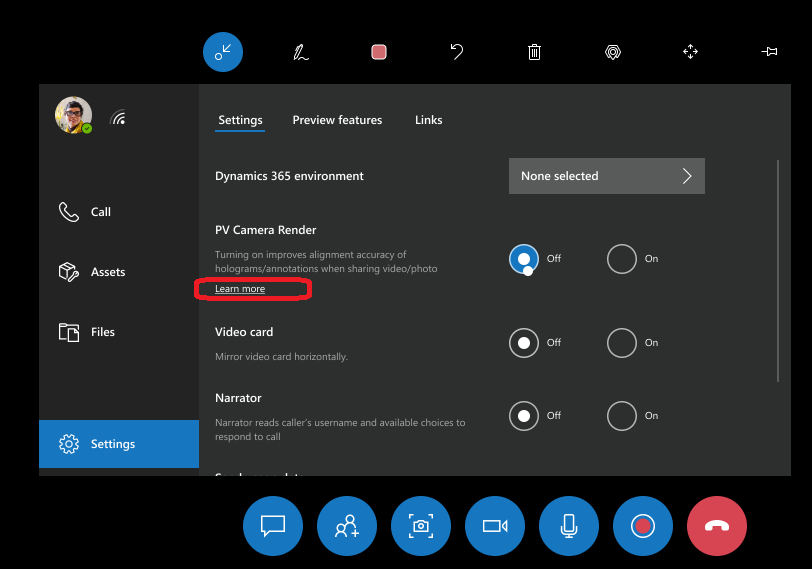 Settings
Preview features
Links
Dynamics 365 environment
None selected
PV Camera Render
Turning on improves alignment accuracy of
holograms/annotations when sharing video/photo
Learn more
Off
On
Video card
Mirror video card horizontally.
Off
On
Narrator
Narrator reads caller's username and available choices to
respond to call
Off
On
Call
Assets
Files
Settings